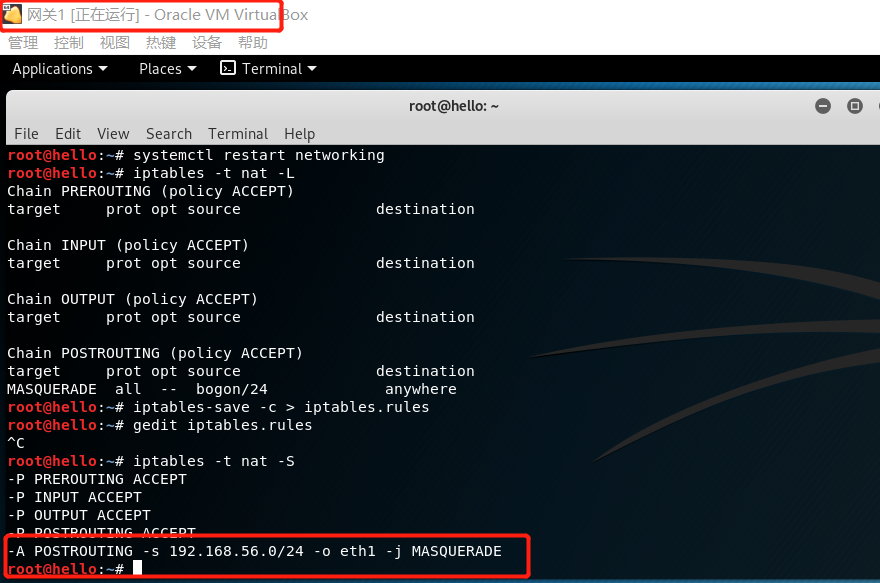 网关1 [正在运行] - Oracle VM VirtualBox
管理 控制 视图 热键 设备 帮助
Applications Places Terminal
root@hello: ~
File Edit View Search Terminal Help
root@hello:~# systemctl restart networking
root@hello:~# iptables -t nat -L
Chain PREROUTING (policy ACCEPT)
target     prot opt source               destination
Chain INPUT (policy ACCEPT)
target     prot opt source               destination
Chain OUTPUT (policy ACCEPT)
target     prot opt source               destination
Chain POSTROUTING (policy ACCEPT)
target     prot opt source               destination
MASQUERADE  all  --  bogon/24             anywhere
root@hello:~# iptables-save -c > iptables.rules
root@hello:~# gedit iptables.rules
^C
root@hello:~# iptables -t nat -S
-P PREROUTING ACCEPT
-P INPUT ACCEPT
-P OUTPUT ACCEPT
-P POSTROUTING ACCEPT
-A POSTROUTING -s 192.168.56.0/24 -o eth1 -j MASQUERADE
root@hello:~#